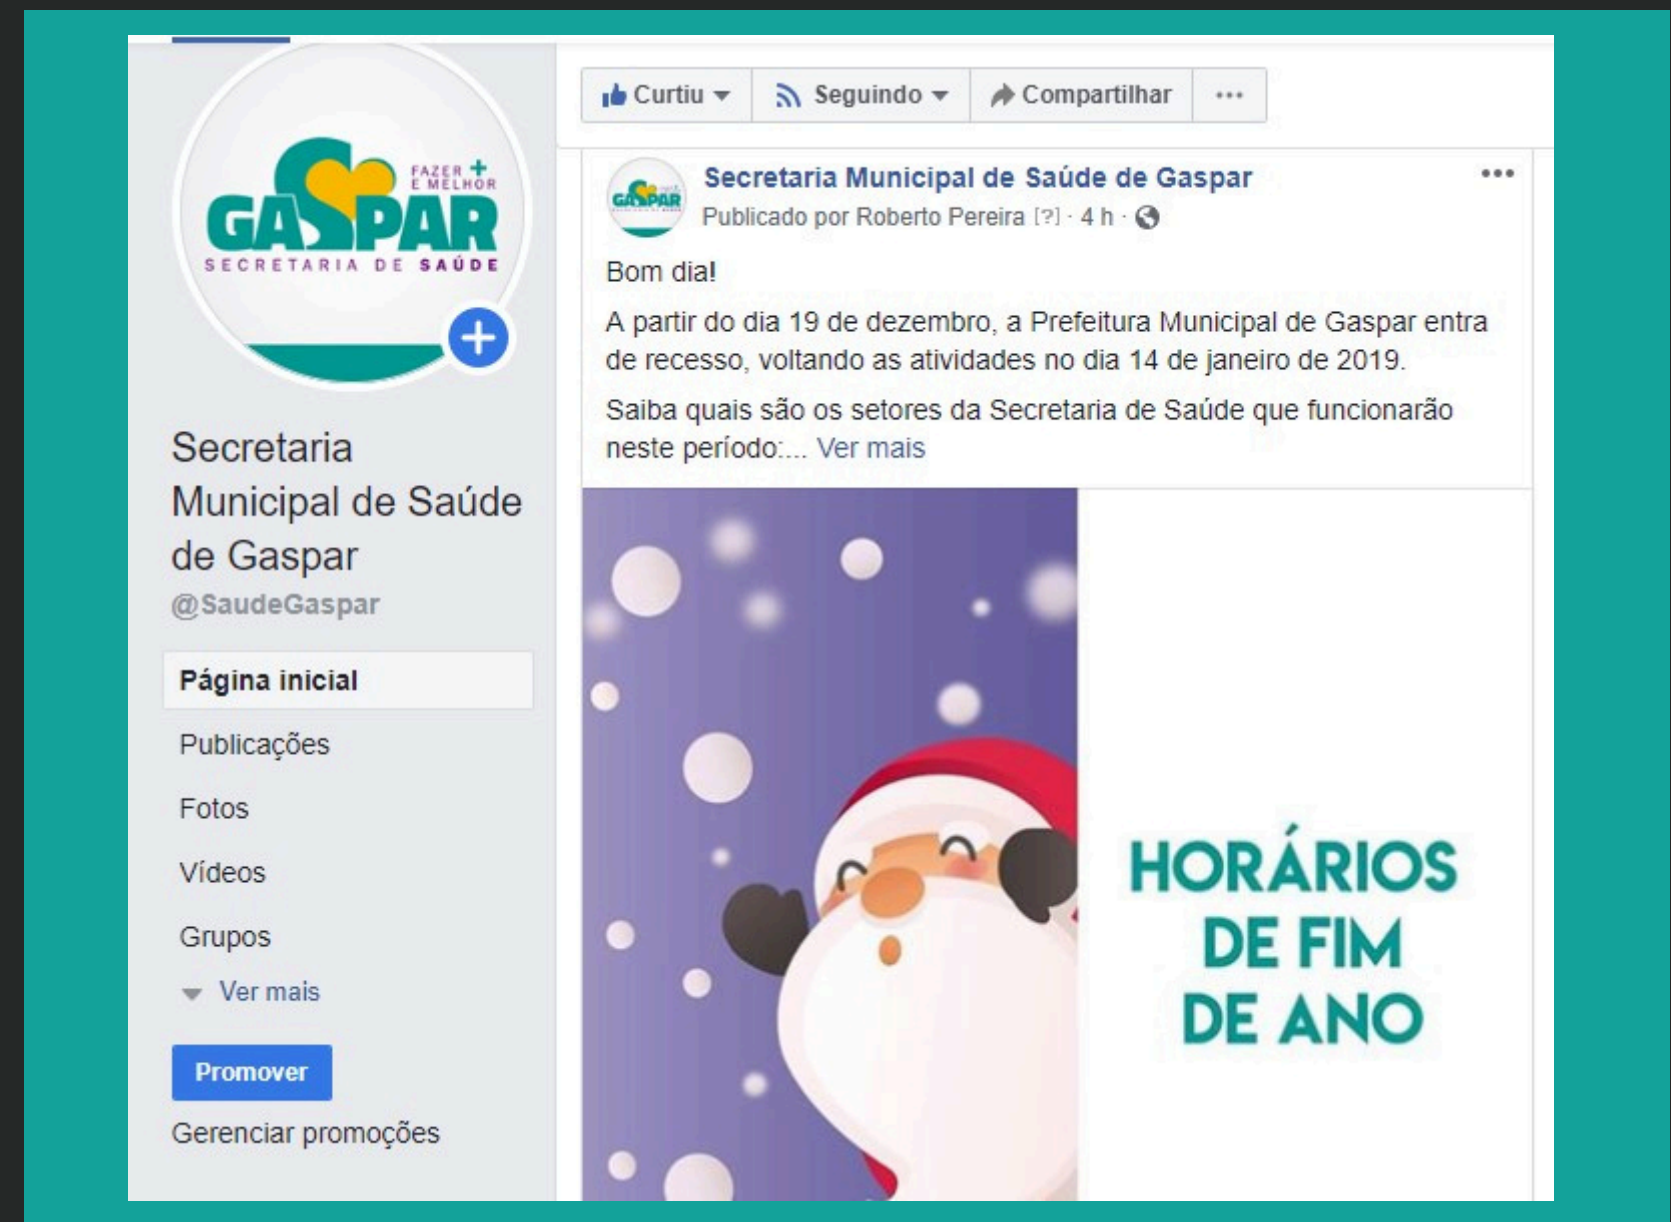 FAZER +
E MELHOR
GASPAR
SECRETARIA DE SAÚDE
Secretaria
Municipal de Saúde
de Gaspar
@SaudeGaspar
Página inicial
Publicações
Fotos
Vídeos
Grupos
Ver mais
Promover
Gerenciar promoções
Curtiu
Seguindo
Compartilhar
GASPAR
Secretaria Municipal de Saúde de Gaspar
Publicado por Roberto Pereira [?] · 4 h ·
Bom dia!
A partir do dia 19 de dezembro, a Prefeitura Municipal de Gaspar entra
de recesso, voltando as atividades no dia 14 de janeiro de 2019.
Saiba quais são os setores da Secretaria de Saúde que funcionarão
neste período:... Ver mais
HORÁRIOS
DE FIM
DE ANO